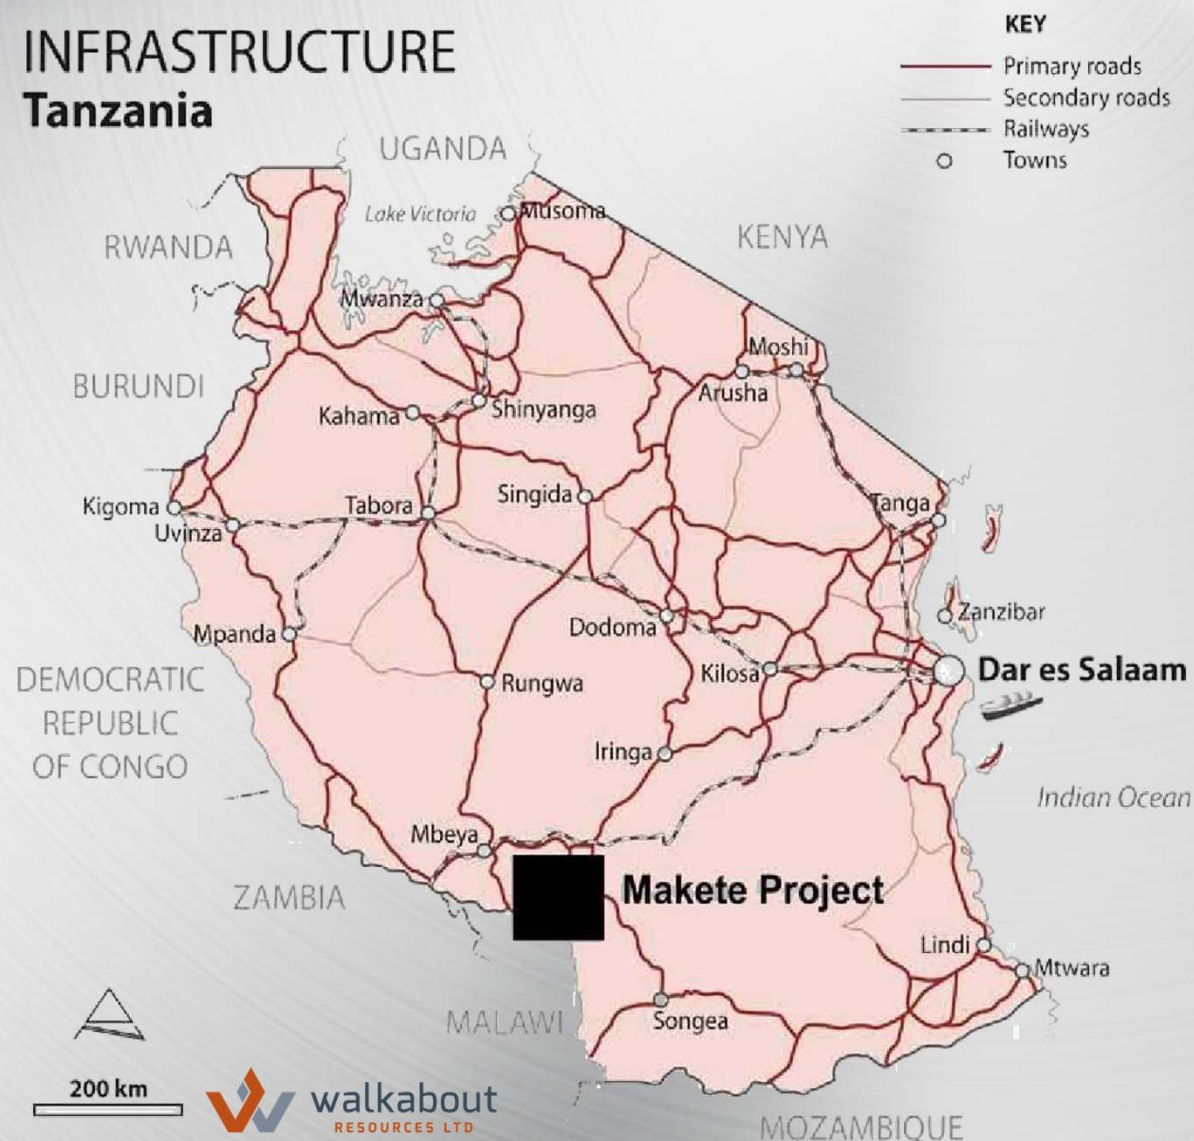 INFRASTRUCTURE
Tanzania
KEY
Primary roads
Secondary roads
Railways
Towns
UGANDA
Lake Victoria
Musoma
RWANDA
KENYA
Mwanza
Moshi
BURUNDI
Arusha
Kahama
Shinyanga
Singida
Kigoma
Tabora
Tanga
Uvinza
Zanzibar
Dodoma
Mpanda
DEMOCRATIC
REPUBLIC
OF CONGO
Rungwa
Kilosa
Dar es Salaam
Iringa
Indian Ocean
Mbeya
Makete Project
ZAMBIA
Lindi
Mtwara
MALAWI
Songea
200 km
walkabout
RESOURCES LTD
MOZAMBIQUE